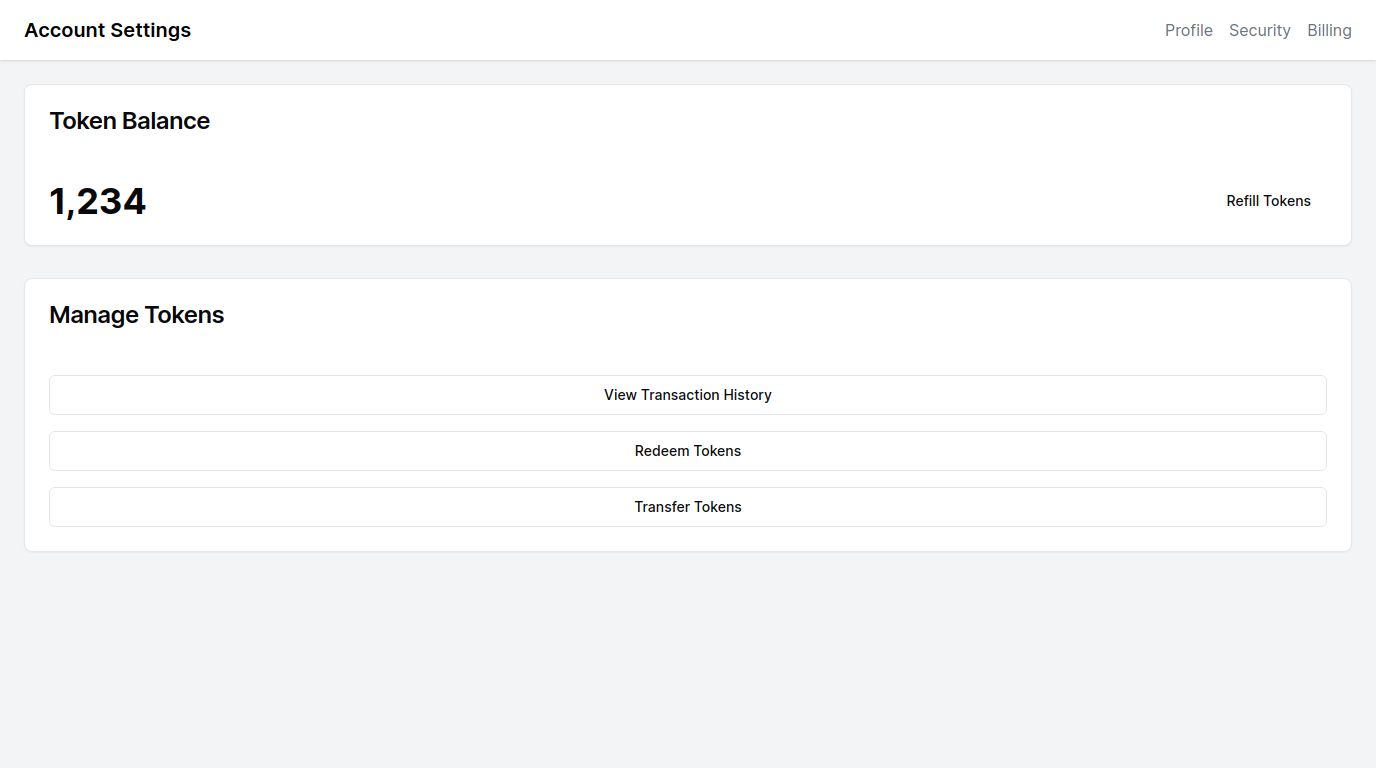 Account Settings
Profile Security Billing
Token Balance
1,234
Refill Tokens
Manage Tokens
View Transaction History
Redeem Tokens
Transfer Tokens